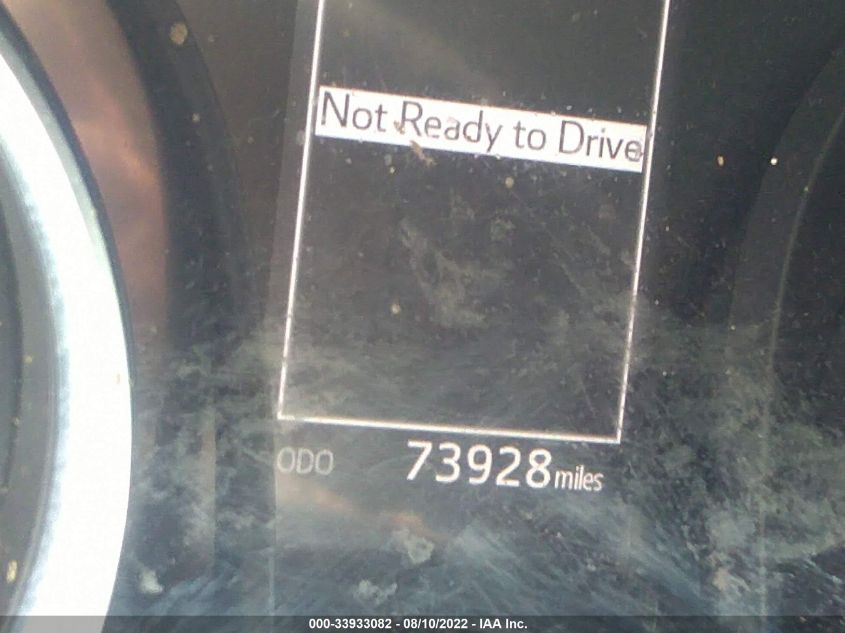 Not Ready to Drive
ODO 73928 miles
000-33933082 - 08/10/2022 - IAA Inc.